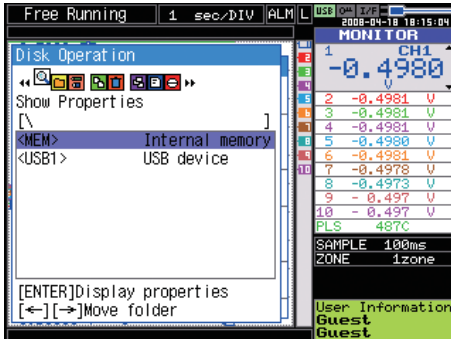 Free Running 1 sec/DIV ALM L USB I/F
2008-04-18 18:15:04
MONITOR
1 CH1
-0.4980
V
Disk Operation
Show Properties
[\ ]
<MEM> Internal memory
<USB1> USB device
[ENTER]Display properties
[←][→]Move folder
2 -0.4981 V
3 -0.4981 V
4 -0.4981 V
5 -0.4980 V
6 -0.4981 V
7 -0.4978 V
8 -0.4973 V
9 - 0.497 V
10 - 0.497 V
PLS 487C
SAMPLE 100ms
ZONE 1zone
User Information
Guest
Guest